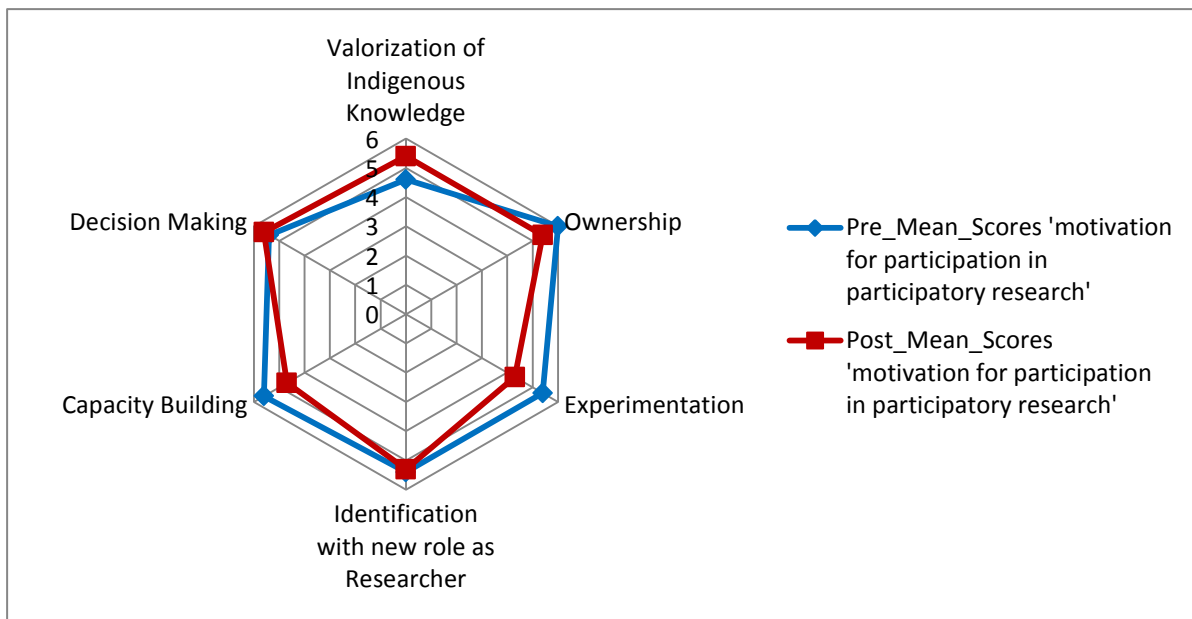 Valorization of
Indigenous
Knowledge
6
5
4
3
2
1
0
Ownership
Experimentation
Identification
with new role as
Researcher
Capacity Building
Decision Making
Pre_Mean_Scores 'motivation
for participation in
participatory research'
Post_Mean_Scores
'motivation for participation
in participatory research'